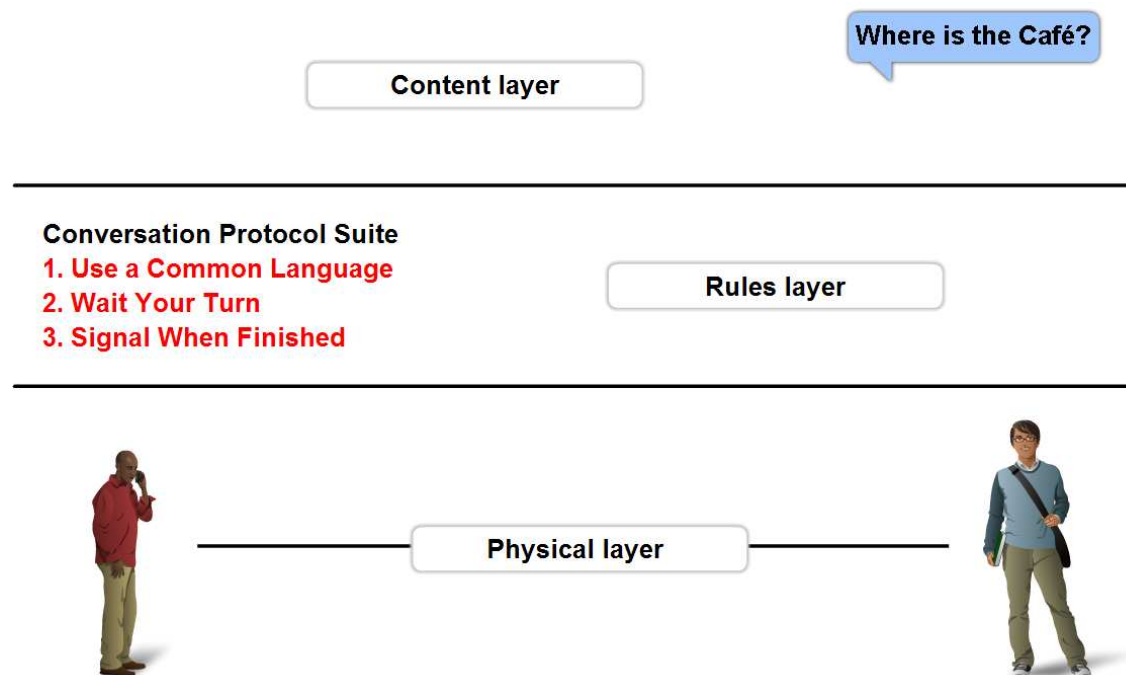 Where is the Café?
Content layer
Conversation Protocol Suite
1. Use a Common Language
2. Wait Your Turn
3. Signal When Finished
Rules layer
Physical layer